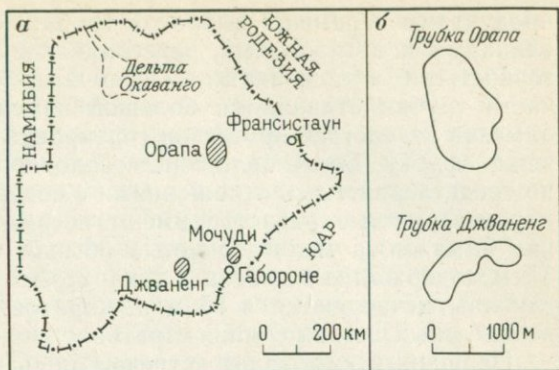 а
ЮЖНАЯ
РОДЕЗИЯ
Дельта
Окаванго
НАМИБИЯ
Франсистаун
Орапа
Мочуди
ЮАР
Джваненг
Габороне
0 200 км
б
Трубка Орапа
Трубка Джваненг
0 1000 м